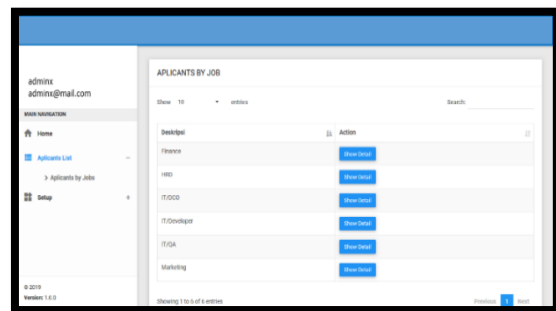 adminx
adminx@mail.com
MAIN NAVIGATION
Home
Aplicants List
Aplicants by Jobs
Setup
© 2019
Version: 1.6.0
APLICANTS BY JOB
Show 10 entries
Search:
Deskripsi Action
Finance Show Detail
HRD Show Detail
IT/DCO Show Detail
IT/Developer Show Detail
IT/QA Show Detail
Marketing Show Detail
Showing 1 to 6 of 6 entries
Previous 1 Next